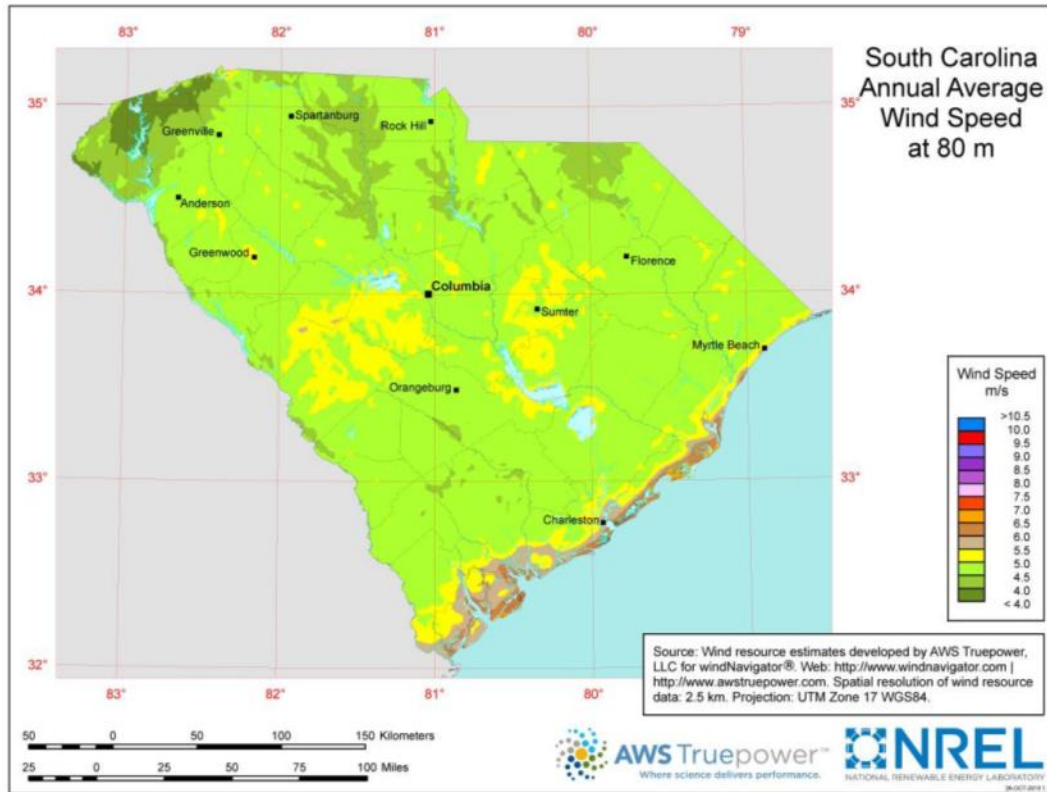 83°
82°
81°
80°
79°
South Carolina
Annual Average
Wind Speed
at 80 m
35°
35°
Spartanburg
Greenville
Rock Hill
Anderson
Greenwood
Florence
34°
Columbia
34°
Sumter
Myrtle Beach
Orangeburg
Wind Speed
m/s
>10.5
10.0
9.5
9.0
8.5
8.0
7.5
7.0
6.5
6.0
5.5
5.0
4.5
< 4.0
33°
33°
Charleston
32°
32°
83°
82°
81°
80°
Source: Wind resource estimates developed by AWS Truepower,
LLC for windNavigator®. Web: http://www.windnavigator.com |
http://www.awstruepower.com. Spatial resolution of wind resource
data: 2.5 km. Projection: UTM Zone 17 WGS84.
50 0 50 100 150 Kilometers
25 0 25 50 75 100 Miles
AWS Truepower™
Where science delivers performance.
NREL
NATIONAL RENEWABLE ENERGY LABORATORY